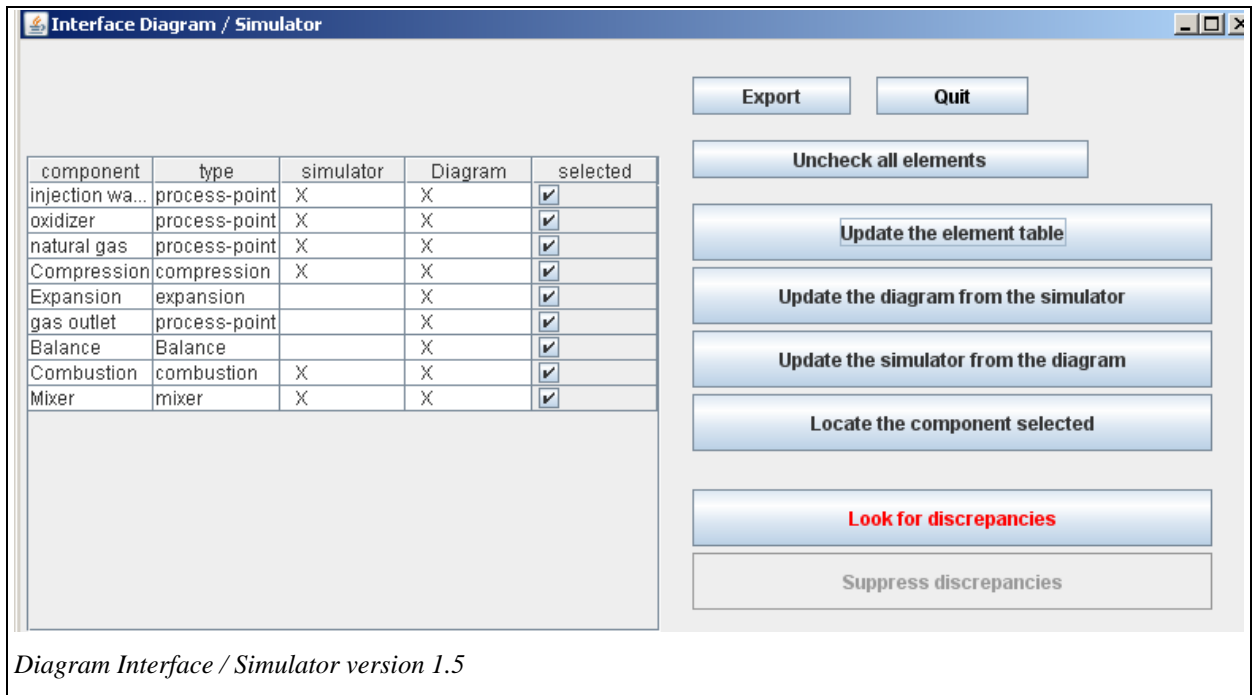 Interface Diagram / Simulator
Export Quit
Uncheck all elements
component type simulator Diagram selected
injection wa... process-point X X
oxidizer process-point X X
natural gas process-point X X
Compression compression X X
Expansion expansion X
gas outlet process-point X
Balance Balance X
Combustion combustion X X
Mixer mixer X X
Update the element table
Update the diagram from the simulator
Update the simulator from the diagram
Locate the component selected
Look for discrepancies
Suppress discrepancies
Diagram Interface / Simulator version 1.5